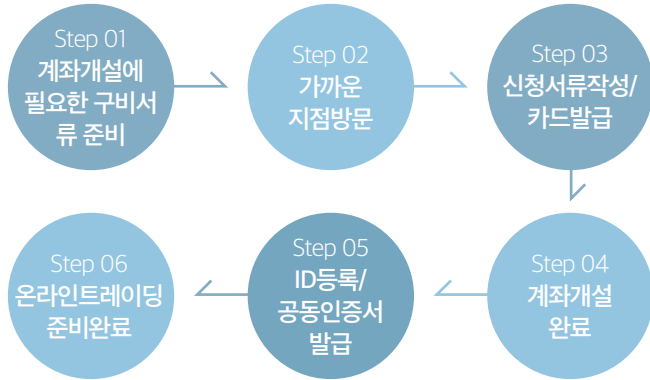 Step 01
계좌개설에
필요한 구비서
류 준비
Step 02
가까운
지점방문
Step 03
신청서류작성/
카드발급
Step 04
계좌개설
완료
Step 05
ID등록/
공동인증서
발급
Step 06
온라인트레이딩
준비완료